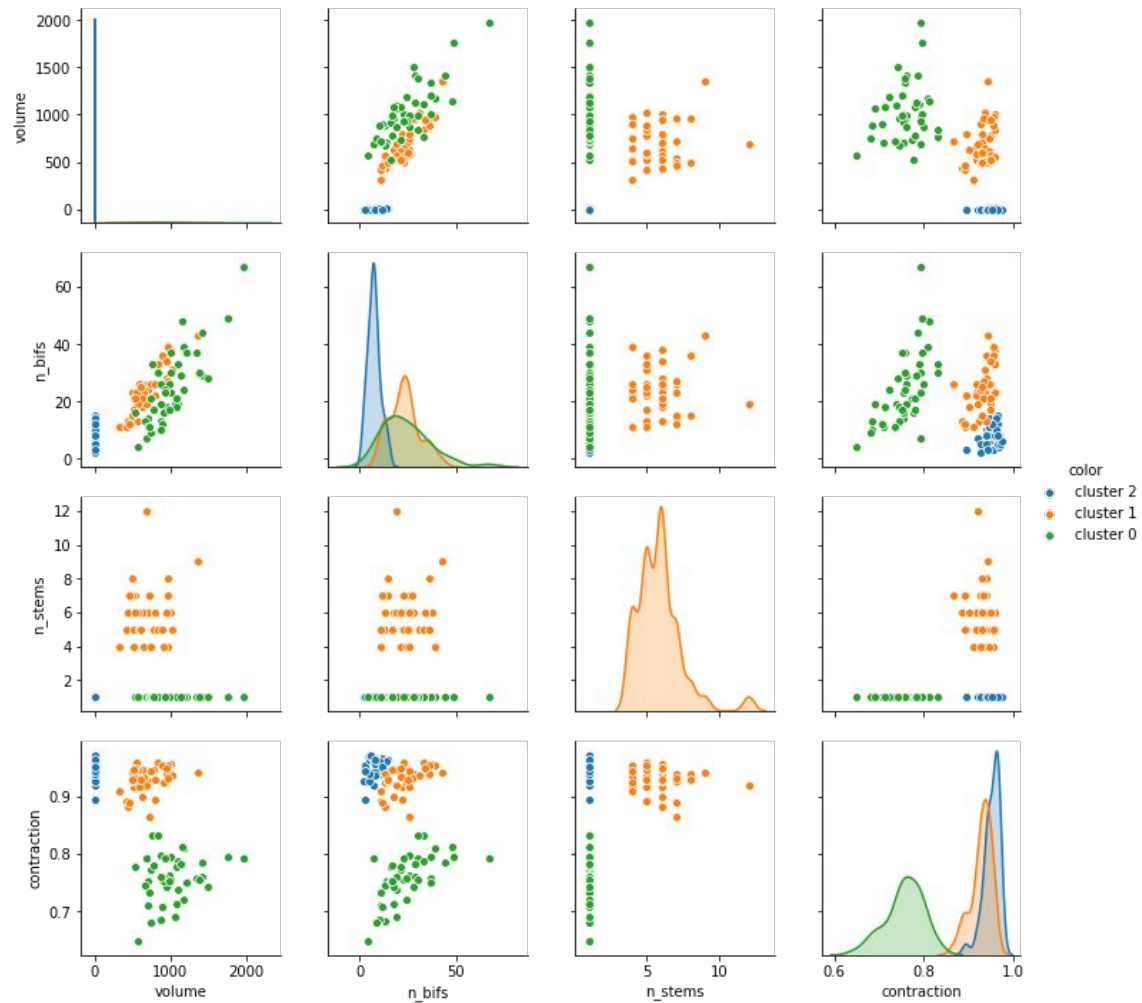 volume
2000
1500
1000
500
0
n_bifs
60
40
20
0
n_stems
12
10
8
6
4
2
contraction
0.9
0.8
0.7
0 1000 2000
volume
0 50
n_bifs
5 10
n_stems
0.6 0.8 1.0
contraction
color
cluster 2
cluster 1
cluster 0